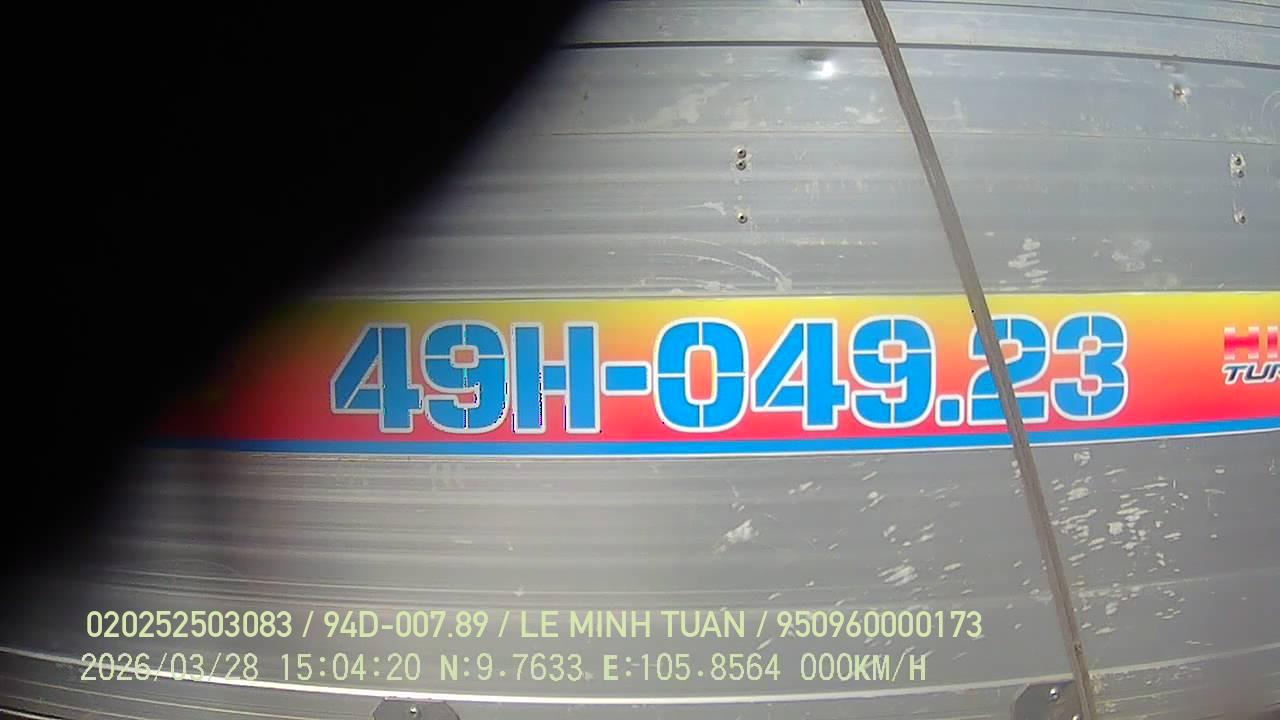 49H-049.23
020252503083 / 94D-007.89 / LE MINH TUAN / 950960000173
2026/03/28 15:04:20 N:9.7633 E:105.8564 000KM/H